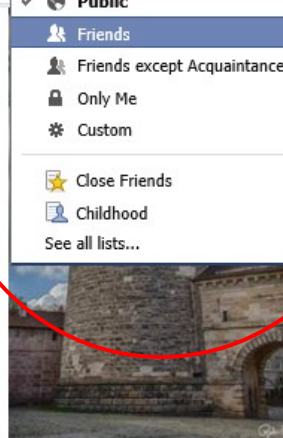 Public
Friends
Friends except Acquaintance
Only Me
Custom
Close Friends
Childhood
See all lists...